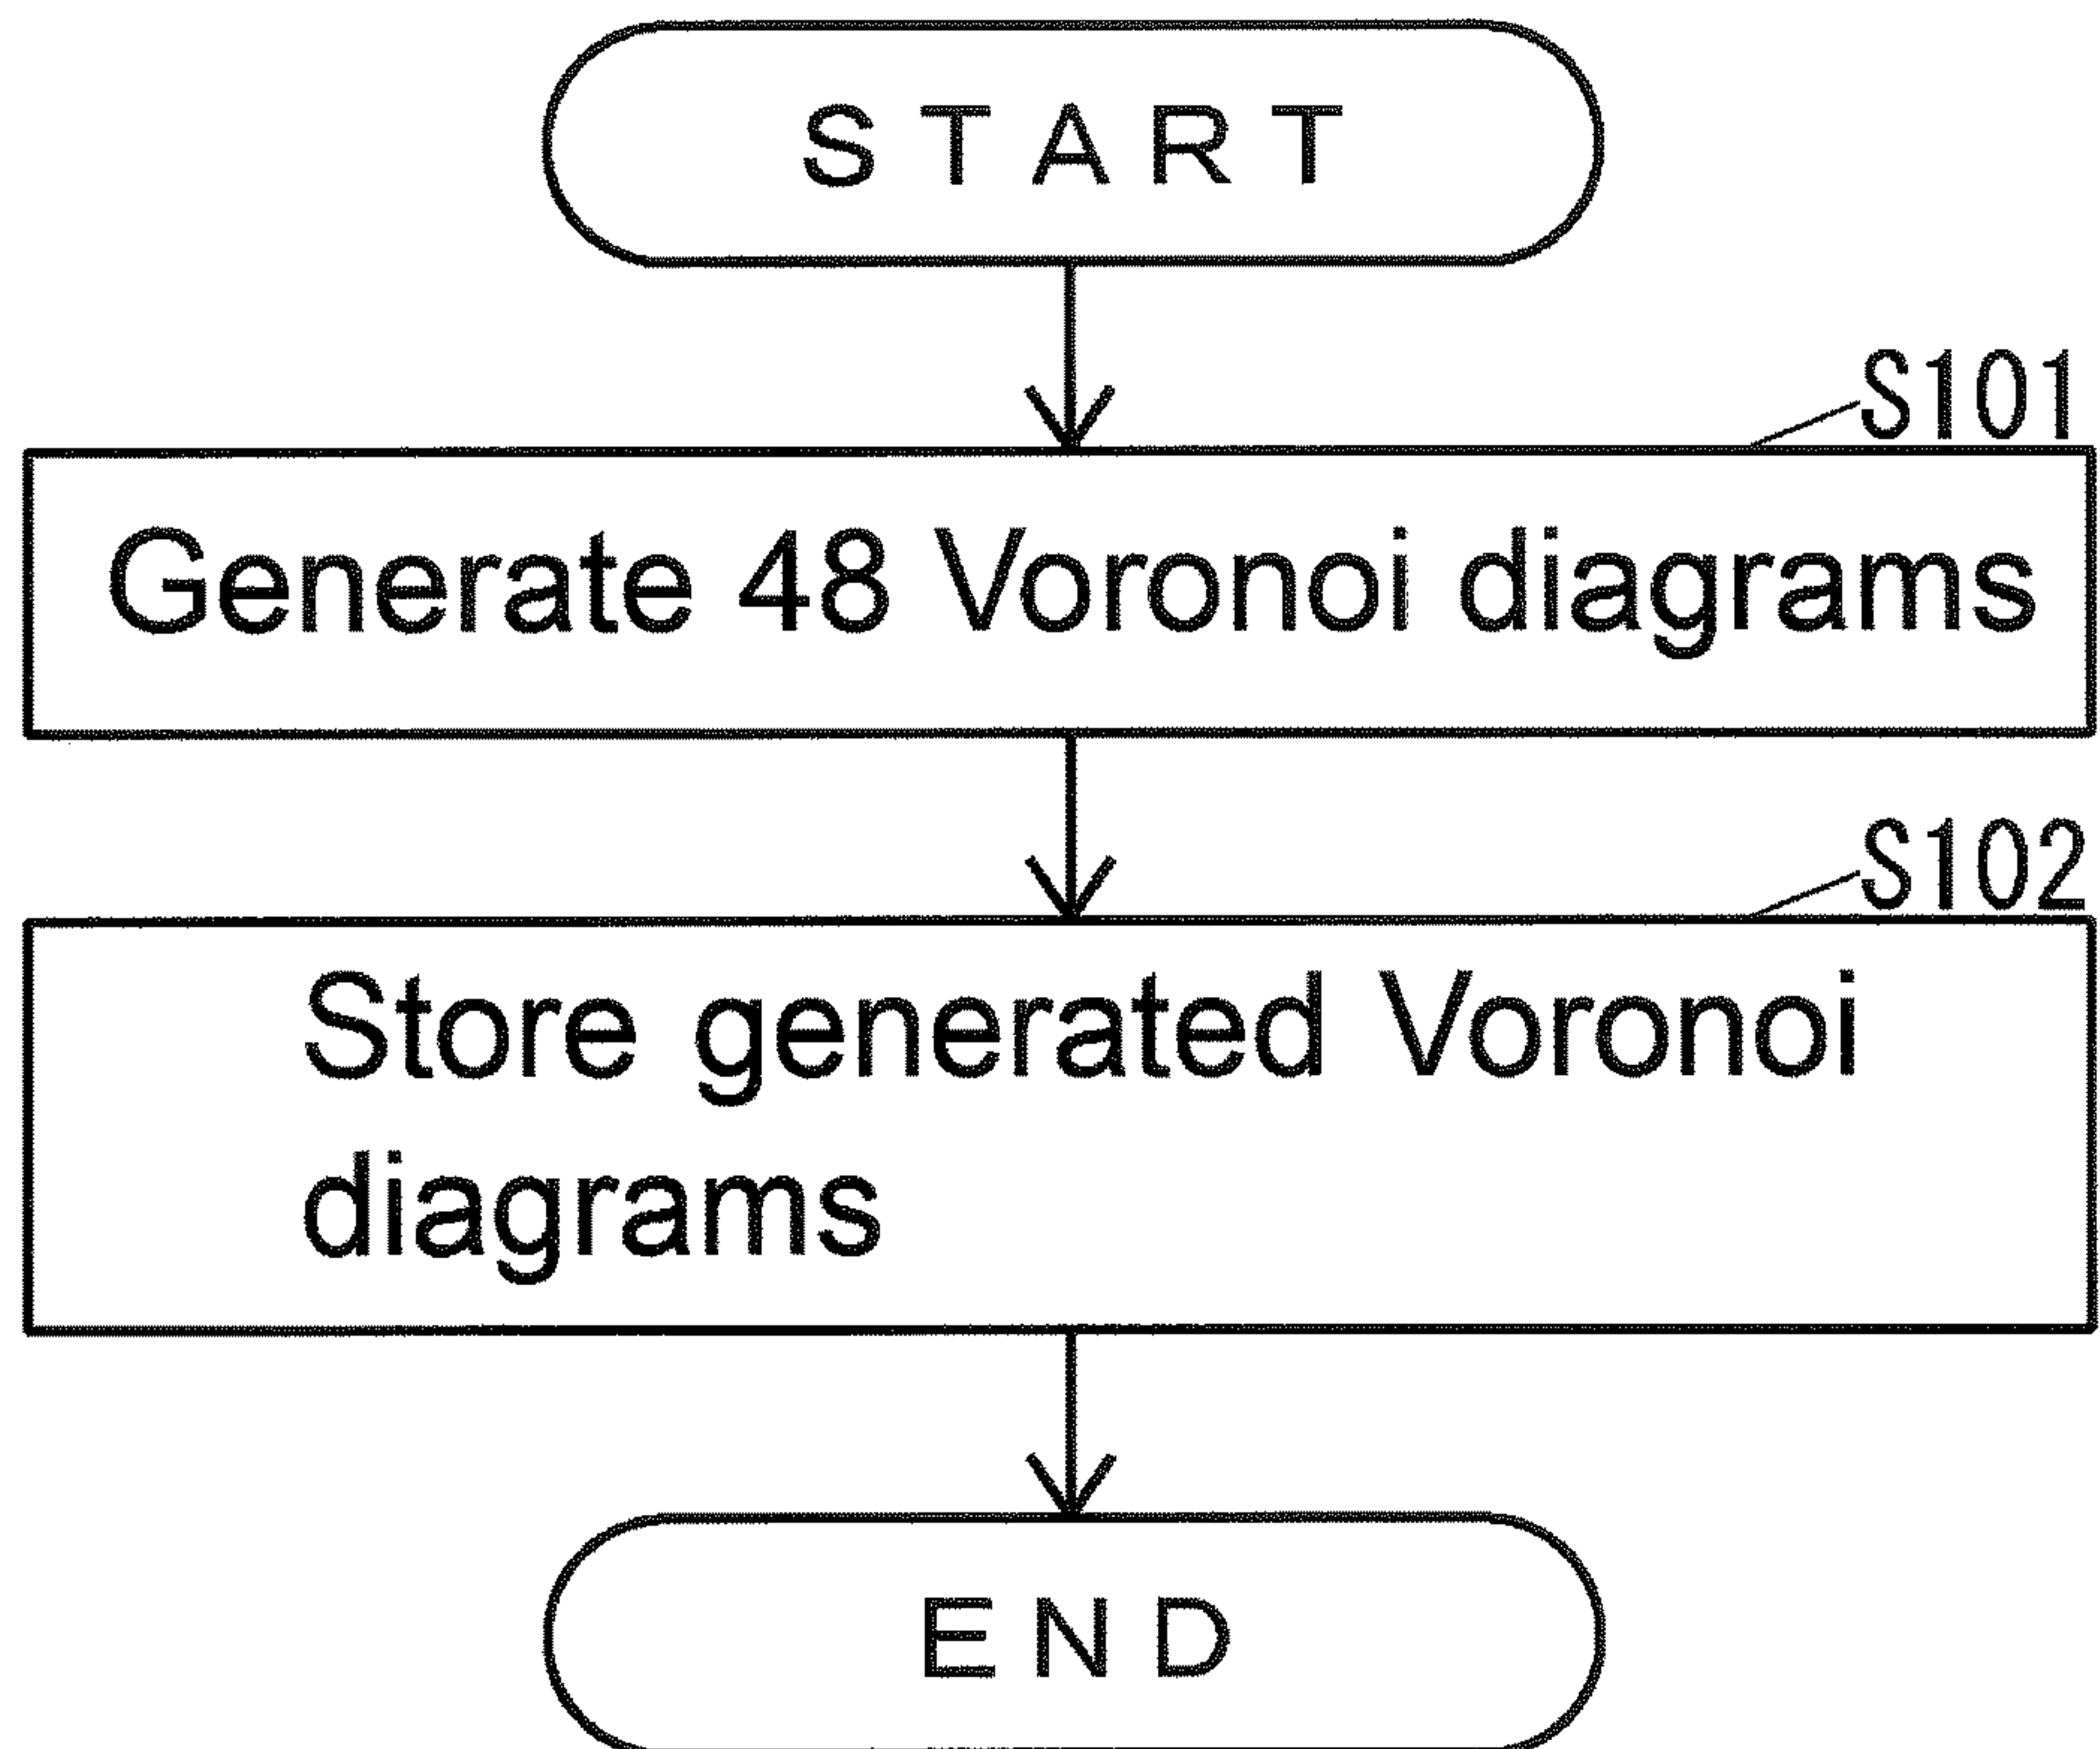 START
S101
Generate 48 Voronoi diagrams
S102
Store generated Voronoi
diagrams
END